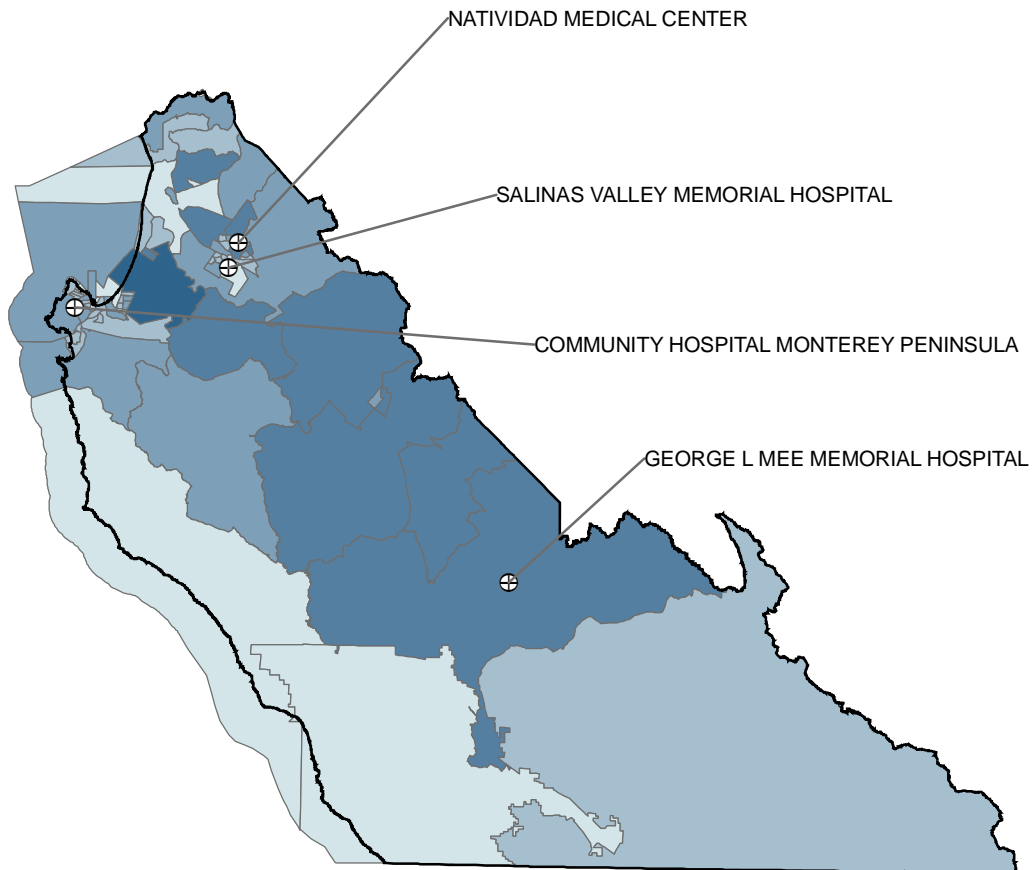 NATIVIDAD MEDICAL CENTER
SALINAS VALLEY MEMORIAL HOSPITAL
COMMUNITY HOSPITAL MONTEREY PENINSULA
GEORGE L MEE MEMORIAL HOSPITAL